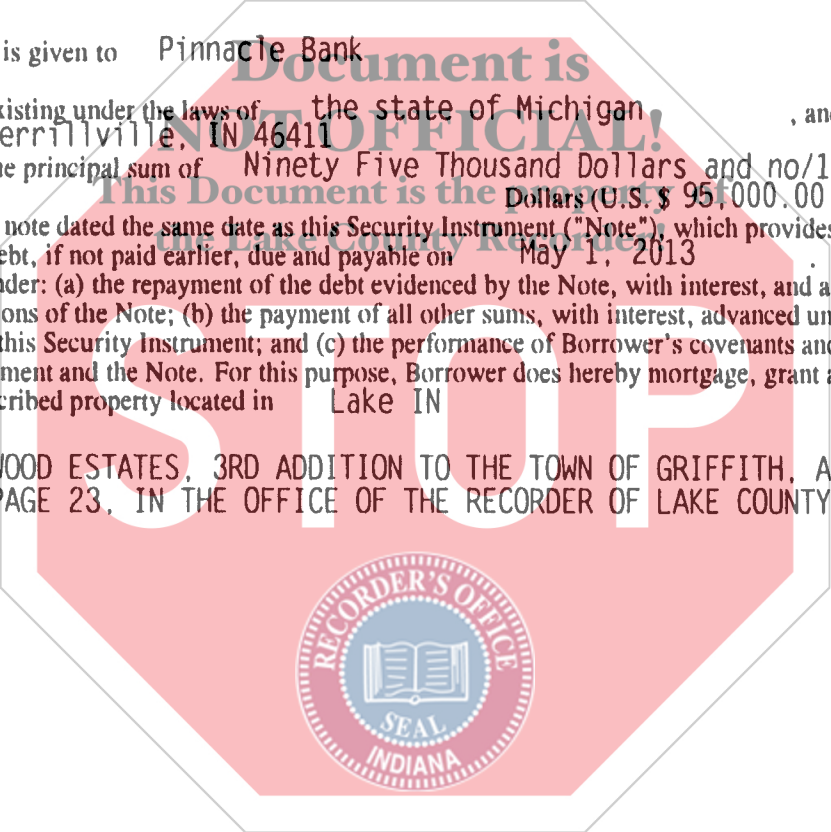 is given to Pinnacle Bank
Document is
xisting under the laws of the state of Michigan , and
errillville, IN 46411
NOT OFFICIAL!
e principal sum of Ninety Five Thousand Dollars and no/1
This Document is the property of
Dollars (U.S. $ 95,000.00
note dated the same date as this Security Instrument ("Note"), which provides
the Lake County Recorder!
ebt, if not paid earlier, due and payable on May 1, 2013 .
der: (a) the repayment of the debt evidenced by the Note, with interest, and a
ons of the Note; (b) the payment of all other sums, with interest, advanced un
this Security Instrument; and (c) the performance of Borrower's covenants and
ment and the Note. For this purpose, Borrower does hereby mortgage, grant a
cribed property located in Lake IN
STOP
WOOD ESTATES, 3RD ADDITION TO THE TOWN OF GRIFFITH, A
PAGE 23, IN THE OFFICE OF THE RECORDER OF LAKE COUNTY
RECORDER'S OFFICE
SEAL
INDIANA